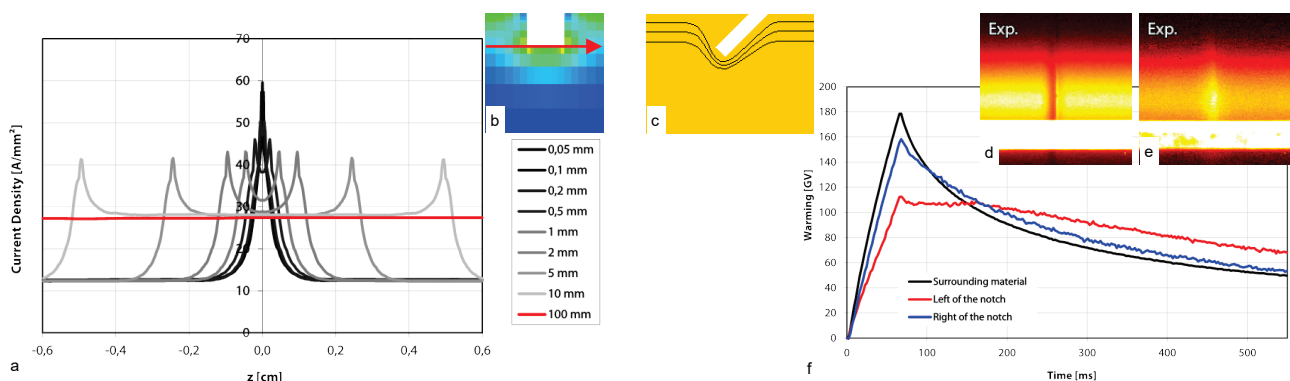 70
60
50
40
30
20
10
0
Current Density [A/mm²]
-0,6
-0,4
-0,2
0,0
0,2
0,4
0,6
z [cm]
a
b
0,05 mm
0,1 mm
0,2 mm
0,5 mm
1 mm
2 mm
5 mm
10 mm
100 mm
c
Exp.
d
Exp.
e
200
180
160
140
120
100
80
60
40
20
0
Warming [GV]
Surrounding material
Left of the notch
Right of the notch
0
100
200
300
400
500
Time [ms]
f